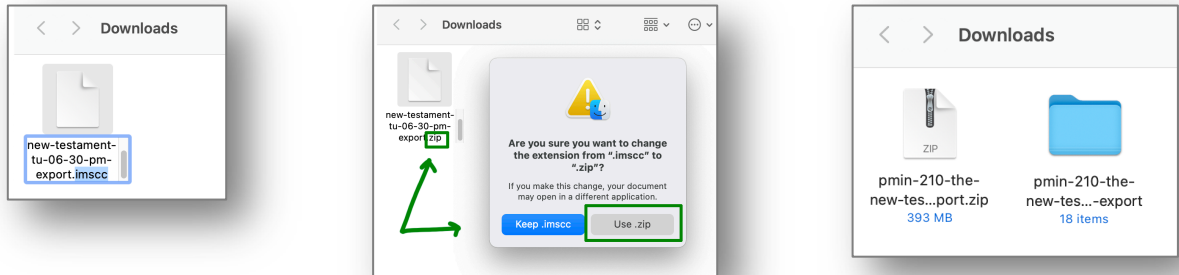 Downloads
new-testament-
tu-06-30-pm-
export.imscc
Downloads
new-testament-
tu-06-30-pm-
export.zip
Are you sure you want to change
the extension from “.imscc” to
“.zip”?
If you make this change, your document
may open in a different application.
Keep .imscc
Use .zip
Downloads
ZIP
pmin-210-the-
new-tes...port.zip
393 MB
pmin-210-the-
new-tes...-export
18 items